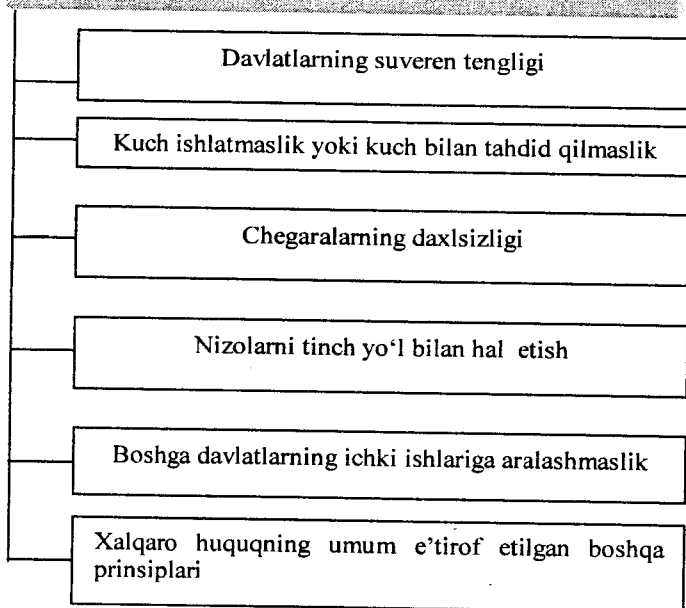 Davlatlarning suveren tengligi
Kuch ishlatmaslik yoki kuch bilan tahdid qilmaslik
Chegaralarning daxlsizligi
Nizolarni tinch yo‘l bilan hal etish
Boshga davlatlarning ichki ishlariga aralashmaslik
Xalqaro huquqning umum e’tirof etilgan boshqa
prinsiplari